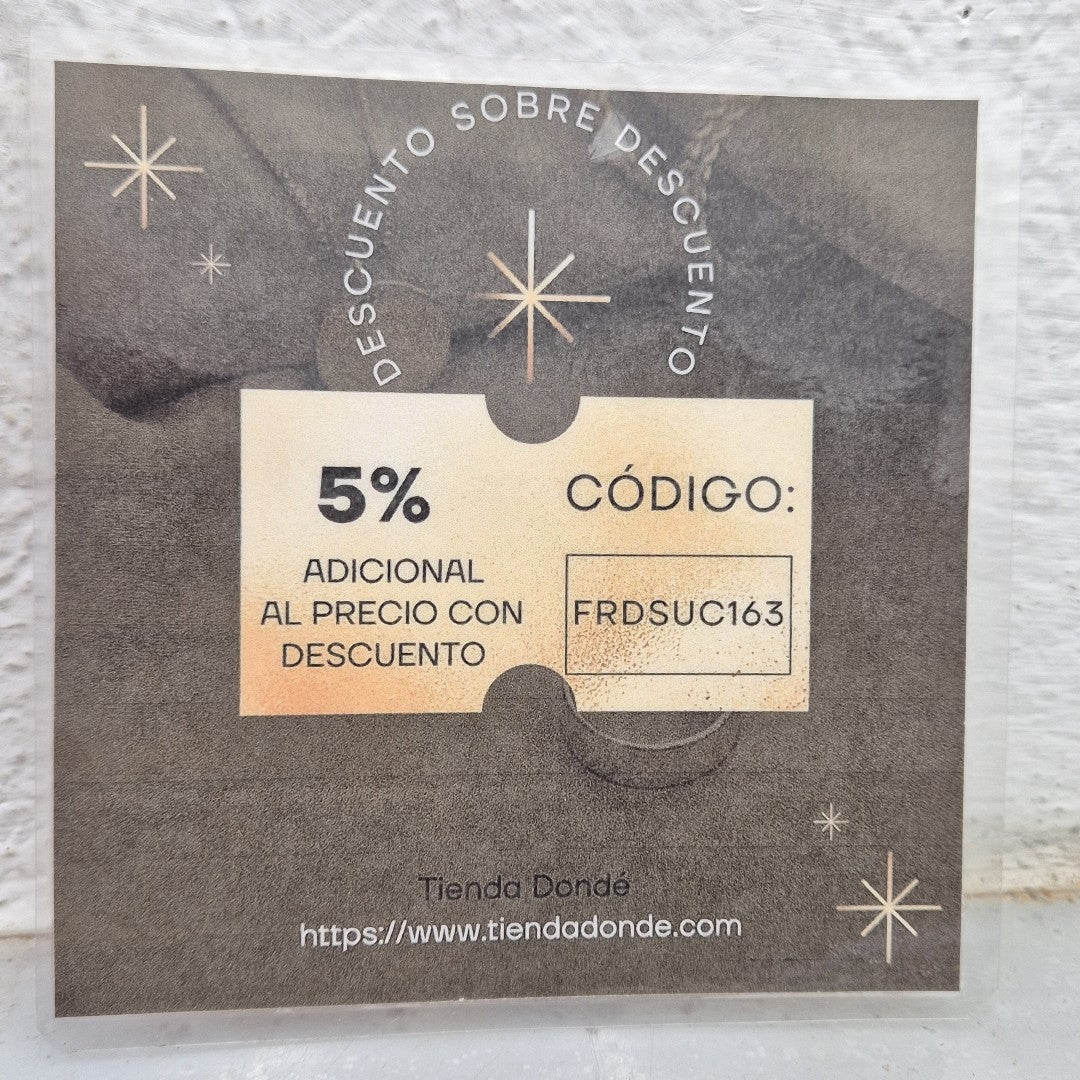 DESCUENTO SOBRE DESCUENTO
5%
ADICIONAL
AL PRECIO CON
DESCUENTO
CÓDIGO:
FRDSUC163
Tienda Dondé
https://www.tiendadonde.com